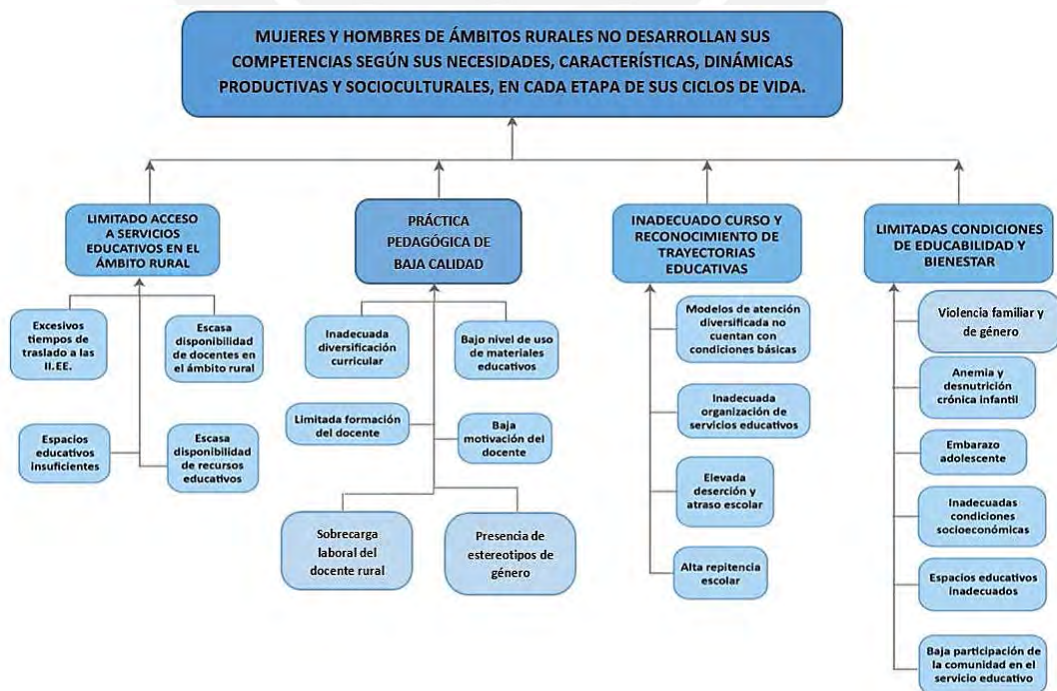 MUJERES Y HOMBRES DE ÁMBITOS RURALES NO DESARROLLAN SUS
COMPETENCIAS SEGÚN SUS NECESIDADES, CARACTERÍSTICAS, DINÁMICAS
PRODUCTIVAS Y SOCIOCULTURALES, EN CADA ETAPA DE SUS CICLOS DE VIDA.
LIMITADO ACCESO
A SERVICIOS
EDUCATIVOS EN EL
ÁMBITO RURAL
Excesivos
tiempos de
traslado a las
II.EE.
Escasa
disponibilidad
de docentes en
el ámbito rural
Espacios
educativos
insuficientes
Escasa
disponibilidad
de recursos
educativos
PRÁCTICA
PEDAGÓGICA DE
BAJA CALIDAD
Inadecuada
diversificación
curricular
Bajo nivel de uso
de materiales
educativos
Limitada formación
del docente
Baja
motivación del
docente
Sobrecarga
laboral del
docente rural
Presencia de
estereotipos de
género
INADECUADO CURSO Y
RECONOCIMIENTO DE
TRAYECTORIAS
EDUCATIVAS
Modelos de atención
diversificada no
cuentan con
condiciones básicas
Inadecuada
organización de
servicios educativos
Elevada
deserción y
atraso escolar
Alta repitencia
escolar
LIMITADAS CONDICIONES
DE EDUCABILIDAD Y
BIENESTAR
Violencia familiar y
de género
Anemia y
desnutrición
crónica infantil
Embarazo
adolescente
Inadecuadas
condiciones
socioeconómicas
Espacios educativos
inadecuados
Baja participación de
la comunidad en el
servicio educativo